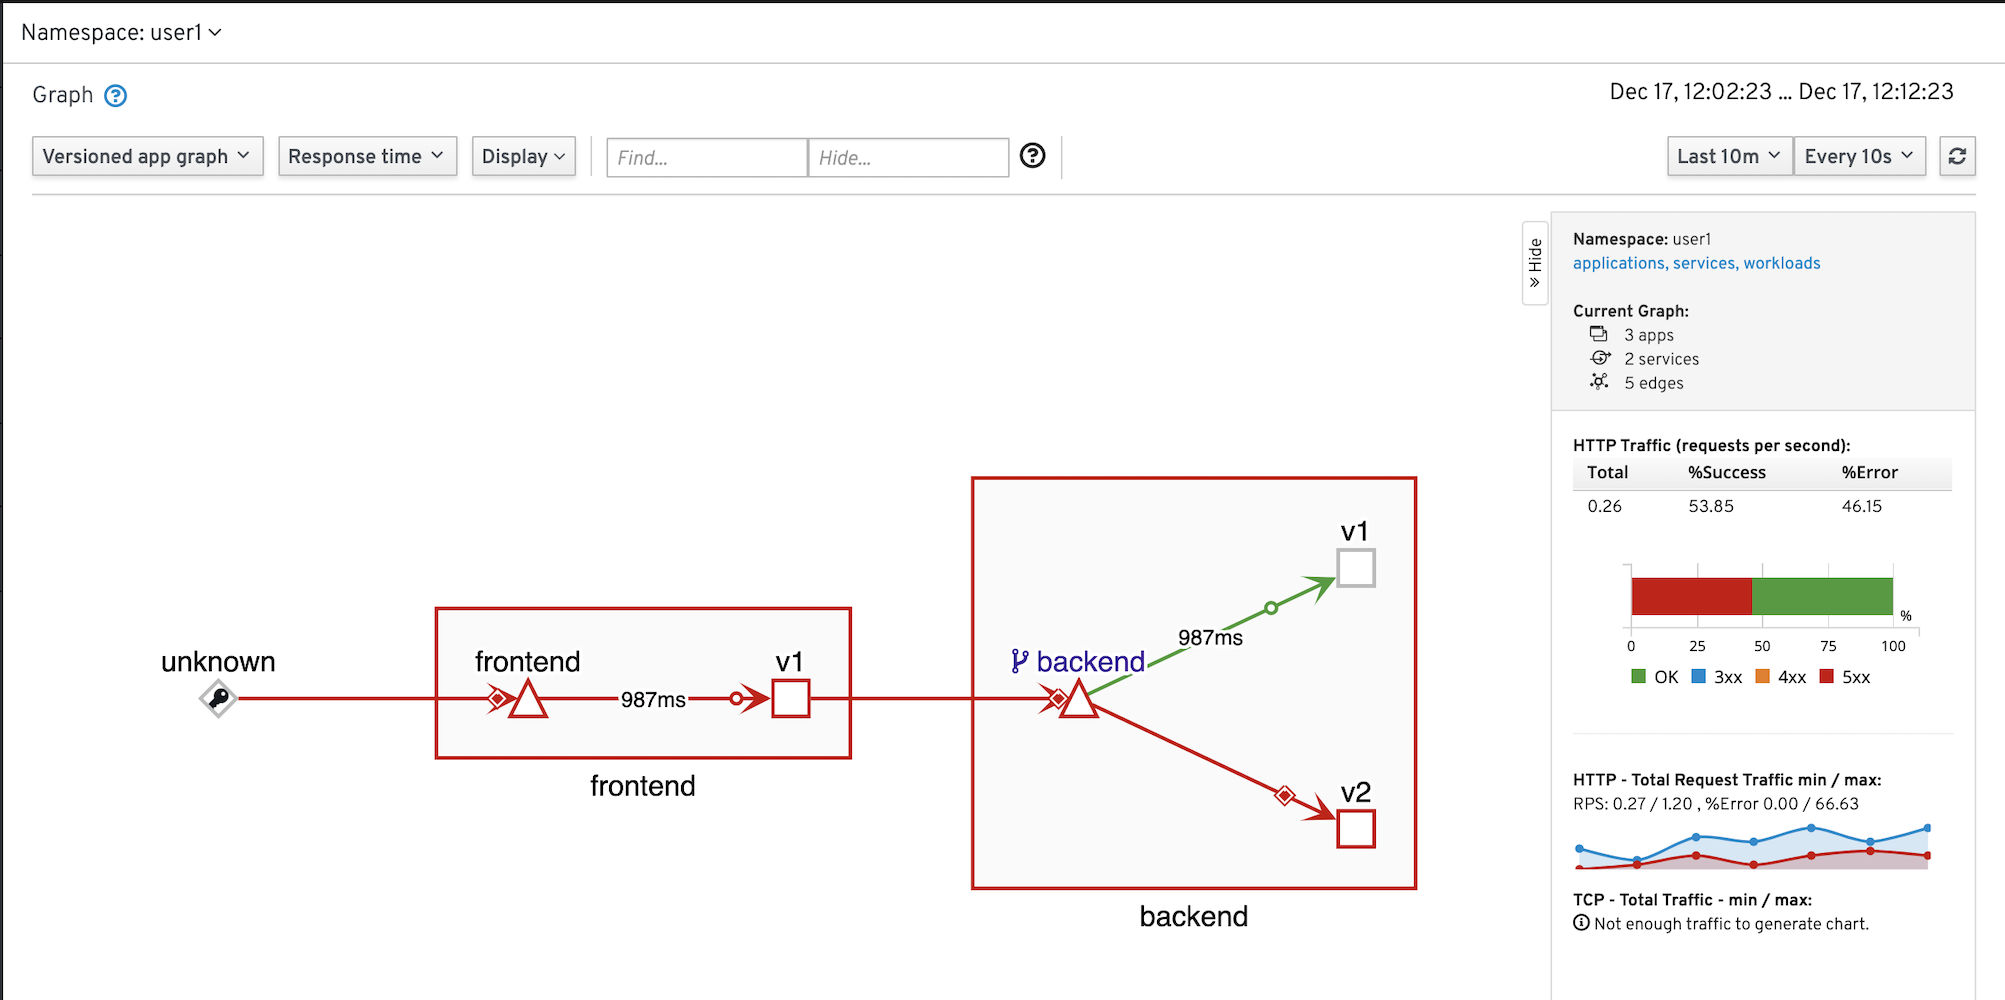 Namespace: user1
Graph
Dec 17, 12:02:23 ... Dec 17, 12:12:23
Versioned app graph
Response time
Display
Find...
Hide...
Last 10m
Every 10s
Hide
Namespace: user1
applications, services, workloads
Current Graph:
3 apps
2 services
5 edges
HTTP Traffic (requests per second):
Total %Success %Error
0.26 53.85 46.15
%
0 25 50 75 100
OK 3xx 4xx 5xx
HTTP - Total Request Traffic min / max:
RPS: 0.27 / 1.20 , %Error 0.00 / 66.63
TCP - Total Traffic - min / max:
Not enough traffic to generate chart.
unknown
frontend
987ms
v1
frontend
backend
987ms
v1
v2
backend